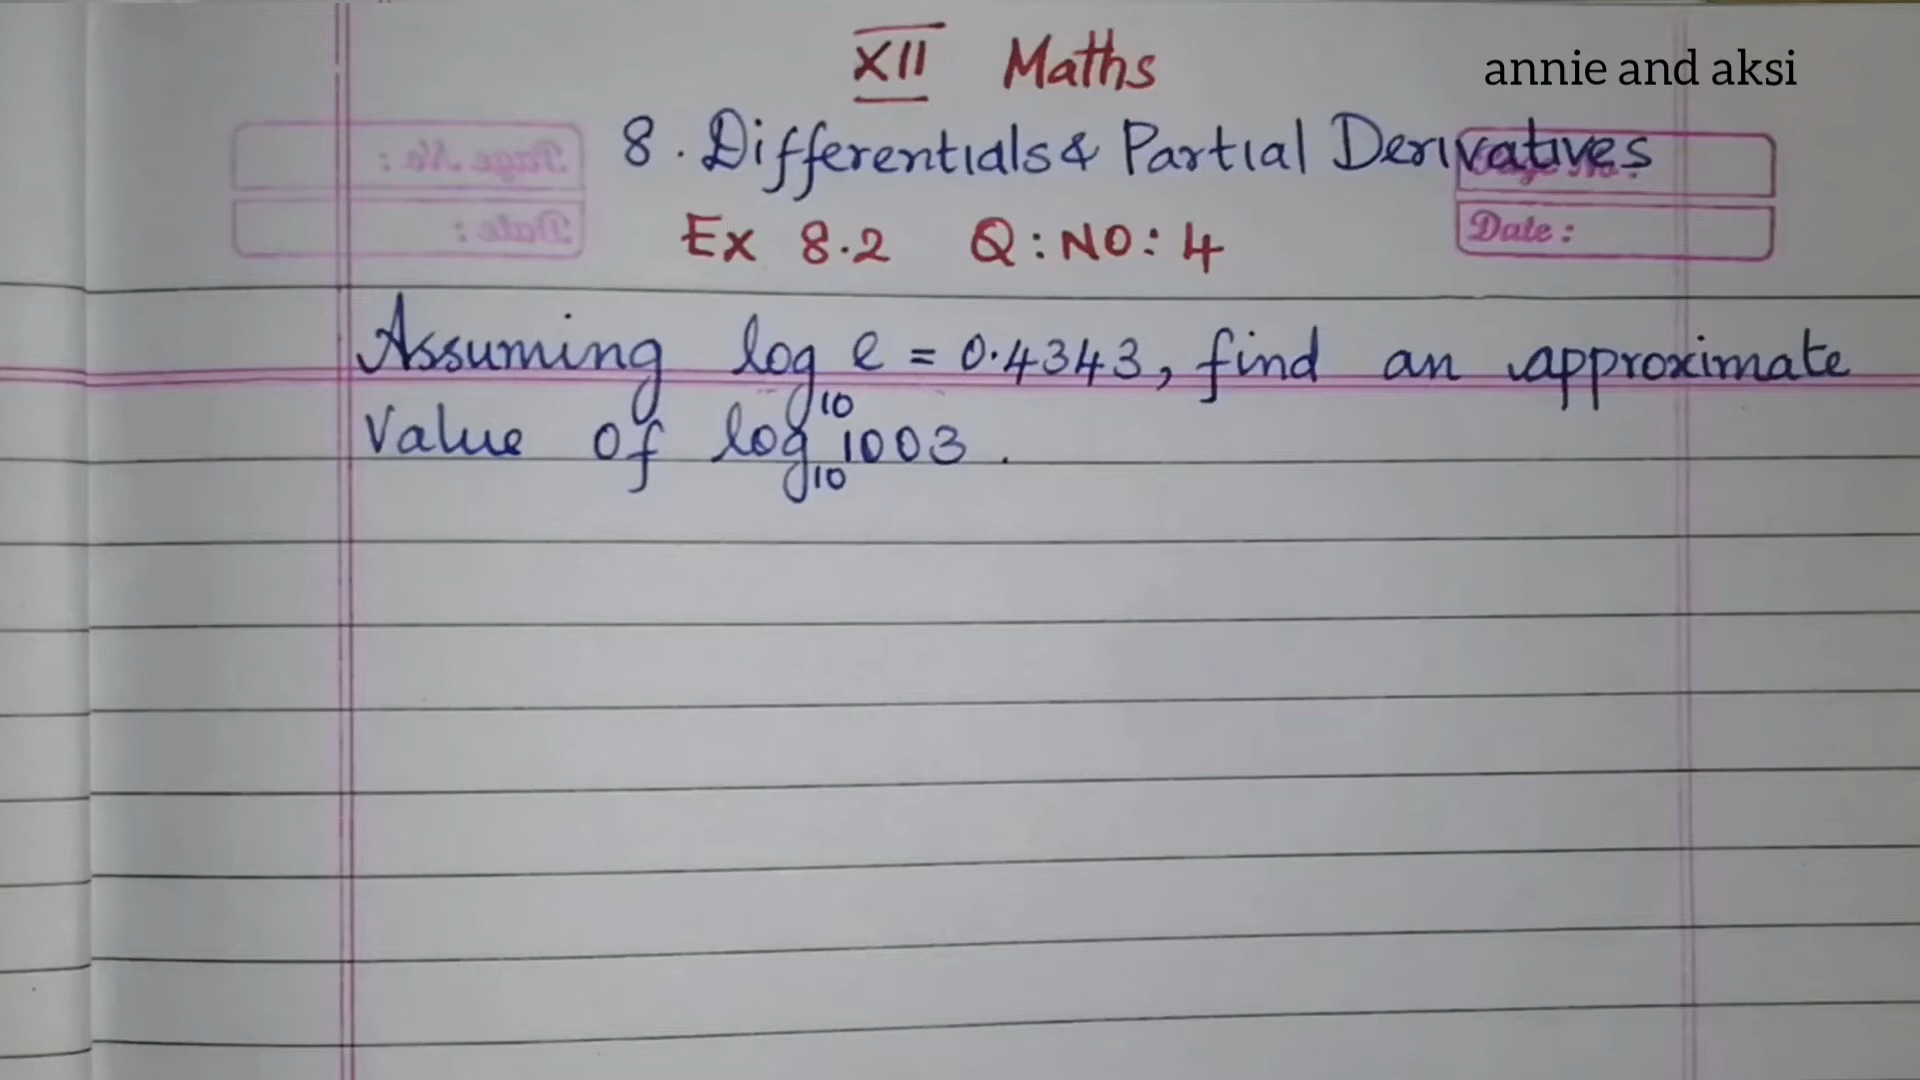 XII Maths
annie and aksi
8. Differentials & Partial Derivatives
Page No. :
Date :
Date :
Ex 8.2 Q:NO:4
Assuming log₁₀ e = 0.4343, find an approximate
Value of log₁₀ 1003.